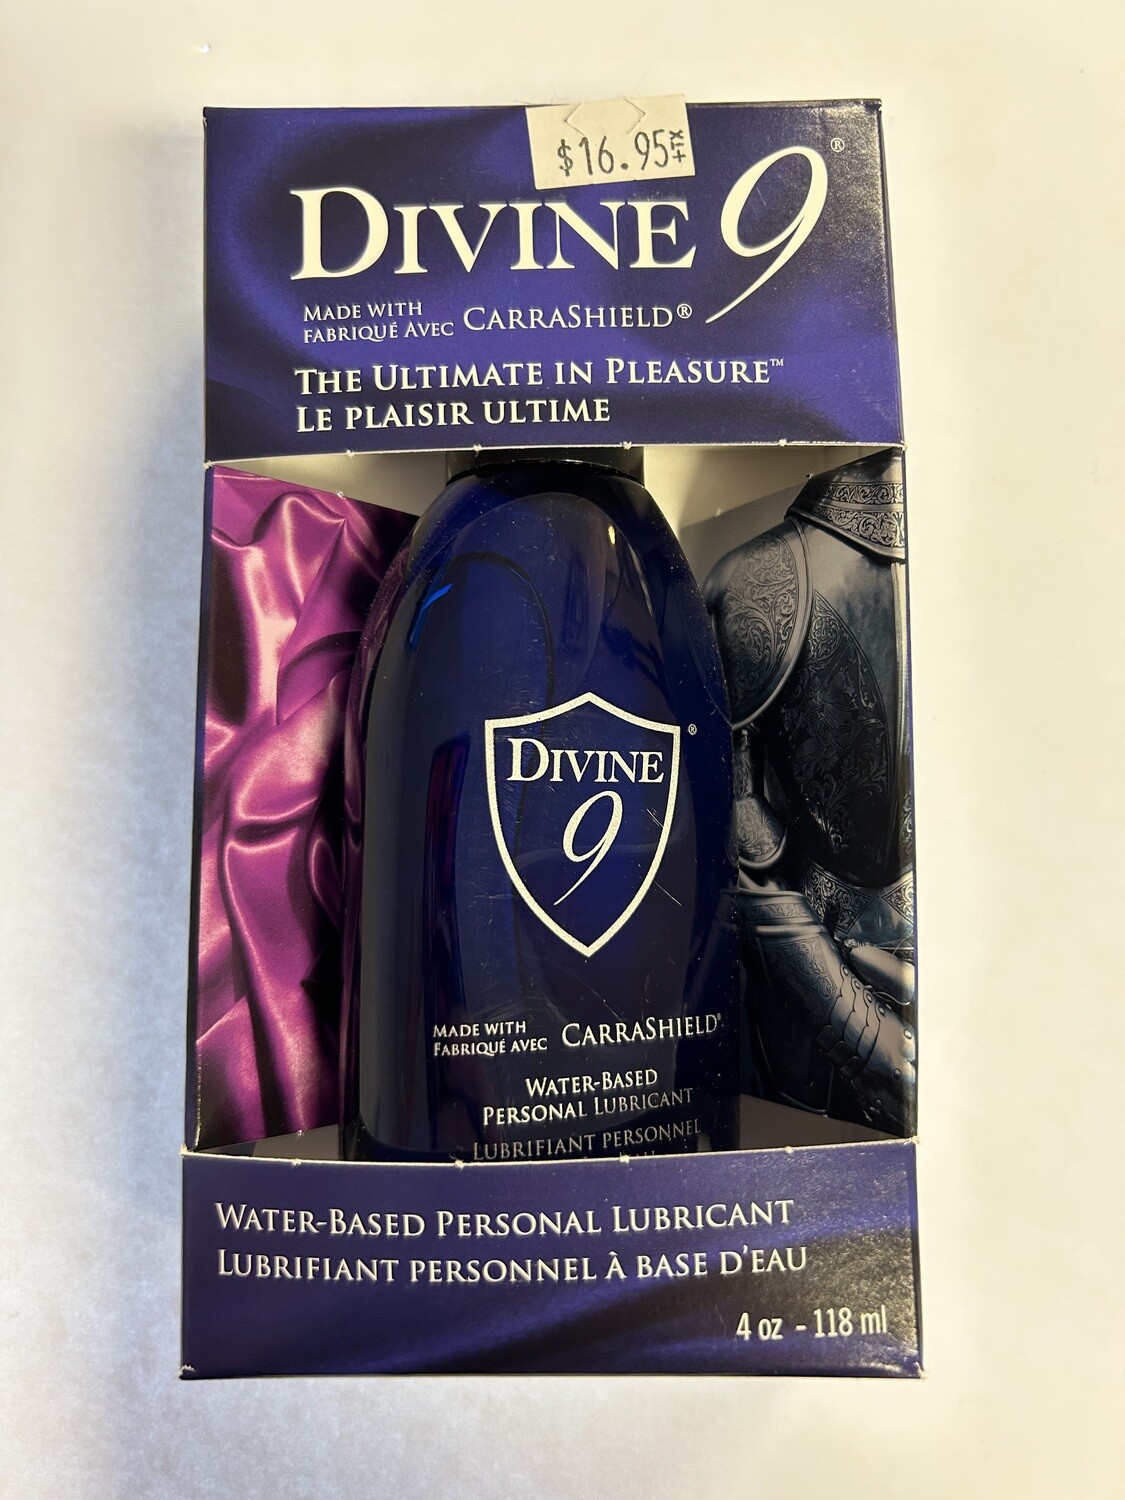 $16.95+TX
DIVINE 9®
MADE WITH
FABRIQUÉ AVEC CARRASHIELD®
THE ULTIMATE IN PLEASURE™
LE PLAISIR ULTIME
DIVINE
9
®
MADE WITH
FABRIQUÉ AVEC CARRASHIELD®
WATER-BASED
PERSONAL LUBRICANT
LUBRIFIANT PERSONNEL
WATER-BASED PERSONAL LUBRICANT
LUBRIFIANT PERSONNEL À BASE D'EAU
4 oz - 118 ml